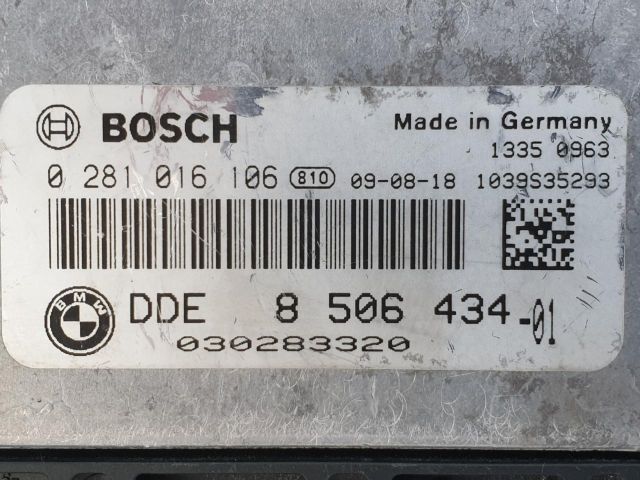 BOSCH Made in Germany
1335 0963
0 281 016 106 810 09-08-18 1039S35293
BMW DDE 8 506 434-01
030283320